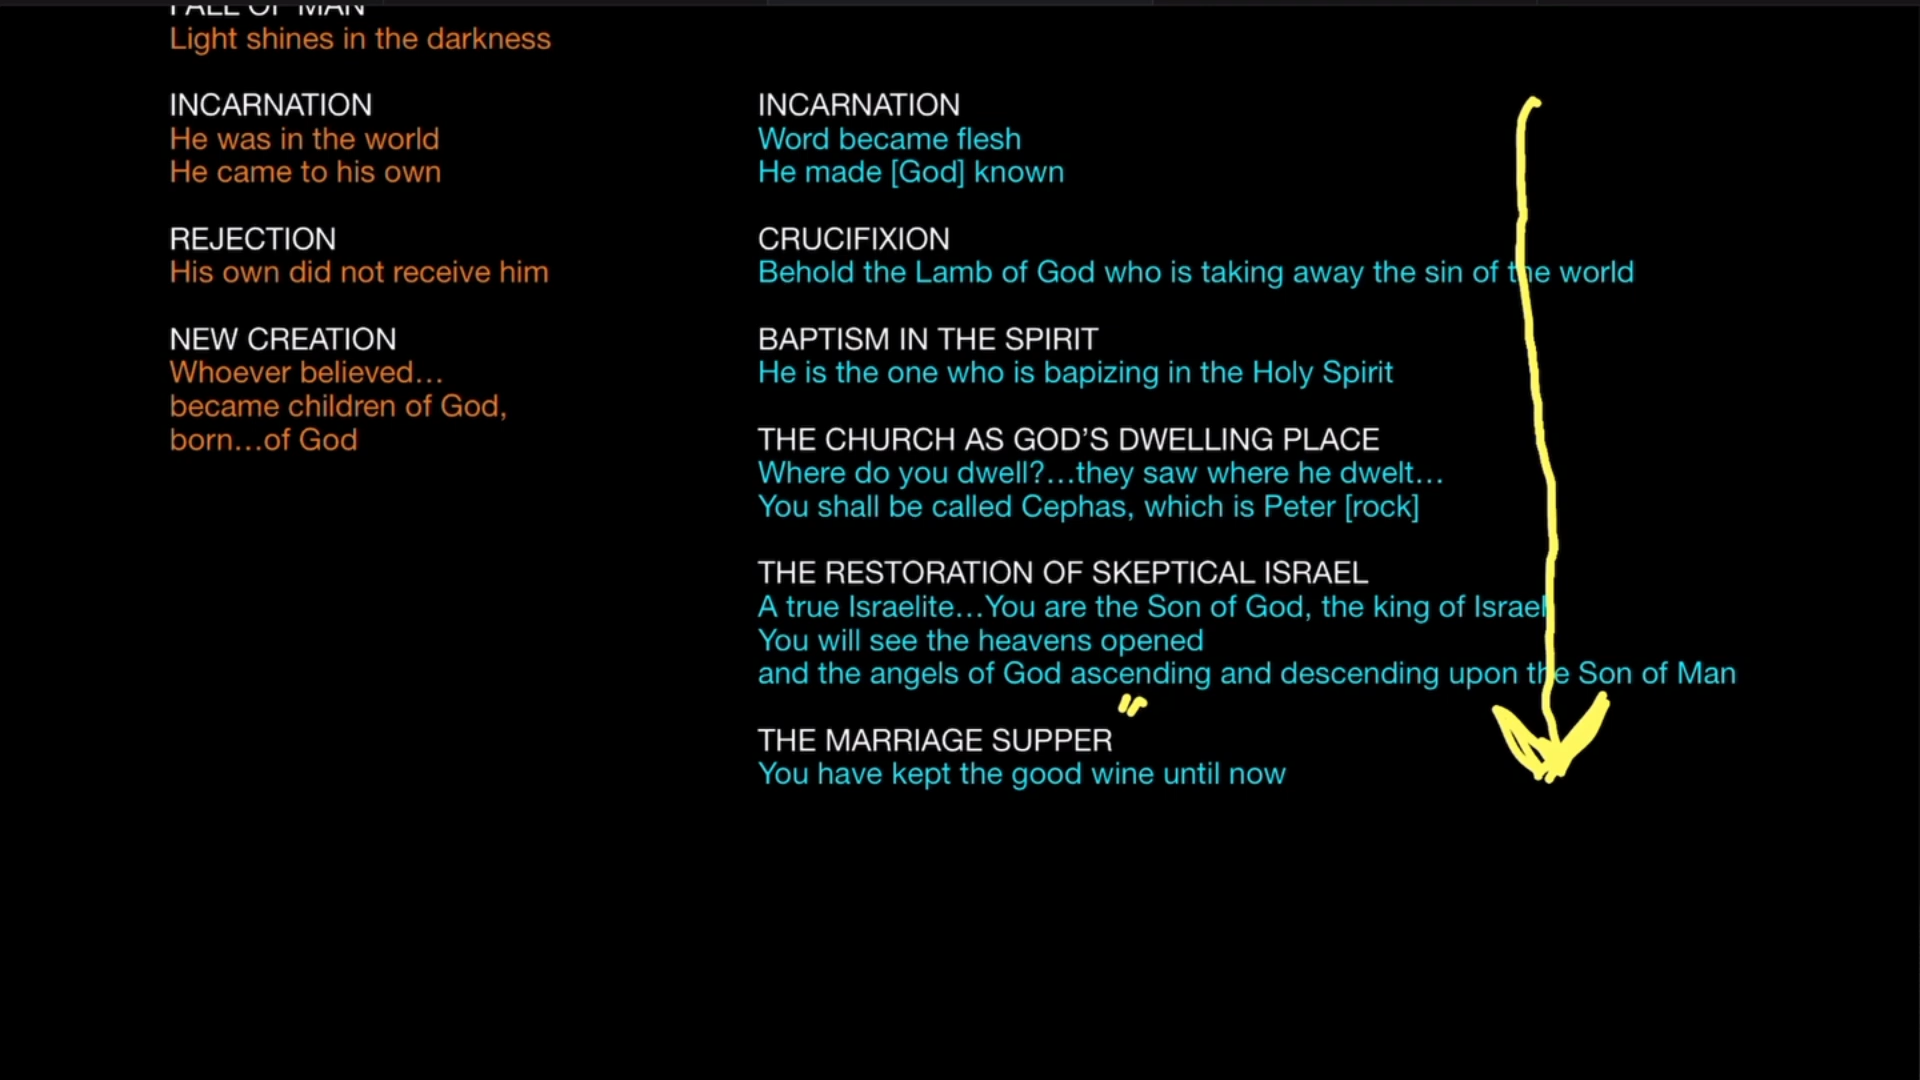 FALL OF MAN
Light shines in the darkness
INCARNATION
He was in the world
He came to his own
REJECTION
His own did not receive him
NEW CREATION
Whoever believed…
became children of God,
born…of God
INCARNATION
Word became flesh
He made [God] known
CRUCIFIXION
Behold the Lamb of God who is taking away the sin of the world
BAPTISM IN THE SPIRIT
He is the one who is bapizing in the Holy Spirit
THE CHURCH AS GOD’S DWELLING PLACE
Where do you dwell?…they saw where he dwelt…
You shall be called Cephas, which is Peter [rock]
THE RESTORATION OF SKEPTICAL ISRAEL
A true Israelite…You are the Son of God, the king of Israel
You will see the heavens opened
and the angels of God ascending and descending upon the Son of Man
THE MARRIAGE SUPPER
You have kept the good wine until now